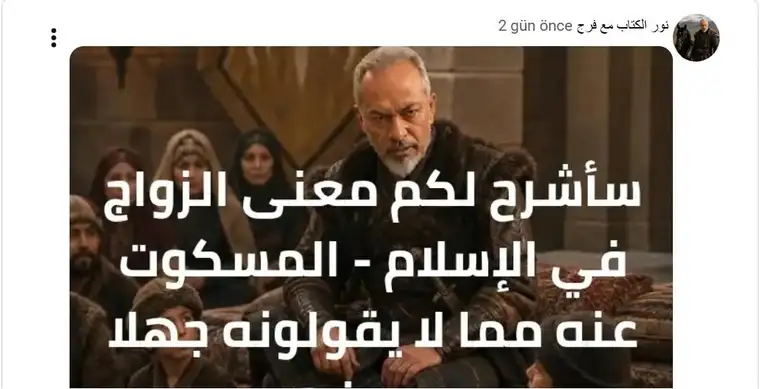 نور الكتاب مع فرج 2 gün önce
سأشرح لكم معنى الزواج
في الإسلام - المسكوت
عنه مما لا يقولونه جهلا